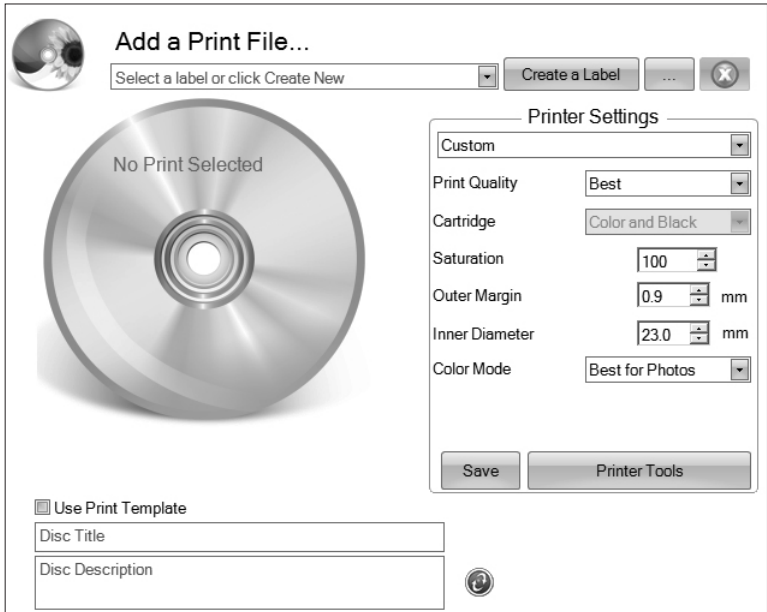 Add a Print File...
Select a label or click Create New
Create a Label
...
X
No Print Selected
Printer Settings
Custom
Print Quality Best
Cartridge Color and Black
Saturation 100
Outer Margin 0.9 mm
Inner Diameter 23.0 mm
Color Mode Best for Photos
Save Printer Tools
Use Print Template
Disc Title
Disc Description